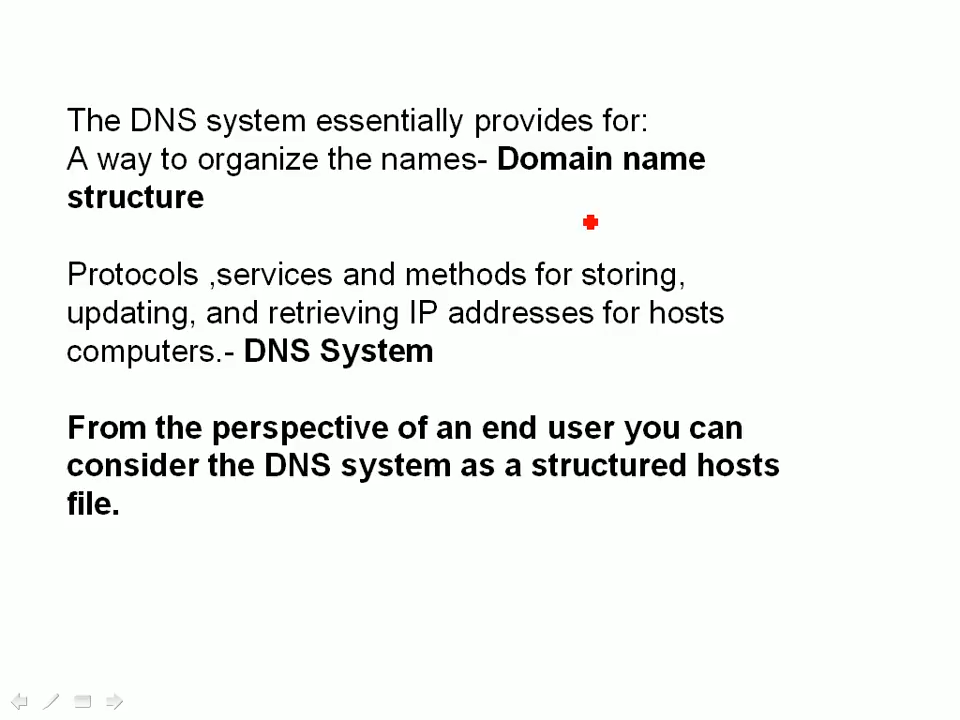 The DNS system essentially provides for:
A way to organize the names- Domain name
structure
Protocols ,services and methods for storing,
updating, and retrieving IP addresses for hosts
computers.- DNS System
From the perspective of an end user you can
consider the DNS system as a structured hosts
file.